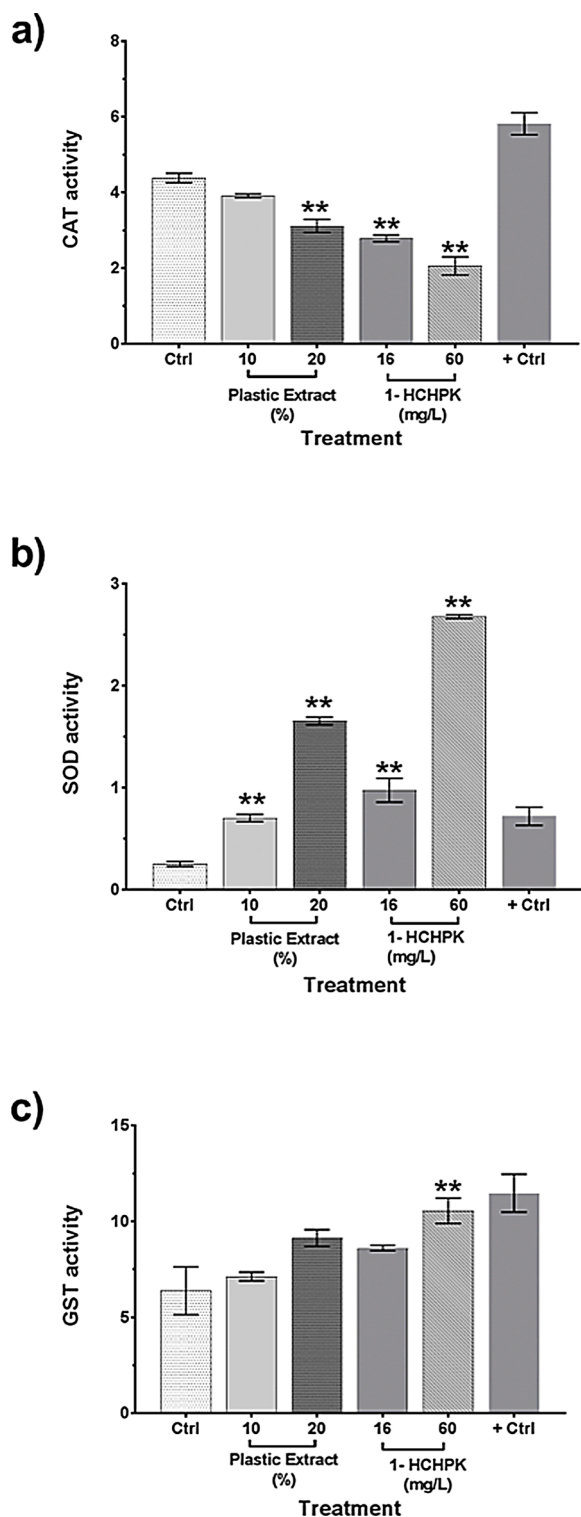 a)
8
6
4
2
0
CAT activity
**
**
**
Ctrl
10
20
16
60
+ Ctrl
Plastic Extract
(%)
1- HCHPK
(mg/L)
Treatment
b)
3
2
1
0
SOD activity
**
**
**
**
Ctrl
10
20
16
60
+ Ctrl
Plastic Extract
(%)
1- HCHPK
(mg/L)
Treatment
c)
15
10
5
0
GST activity
**
Ctrl
10
20
16
60
+ Ctrl
Plastic Extract
(%)
1- HCHPK
(mg/L)
Treatment